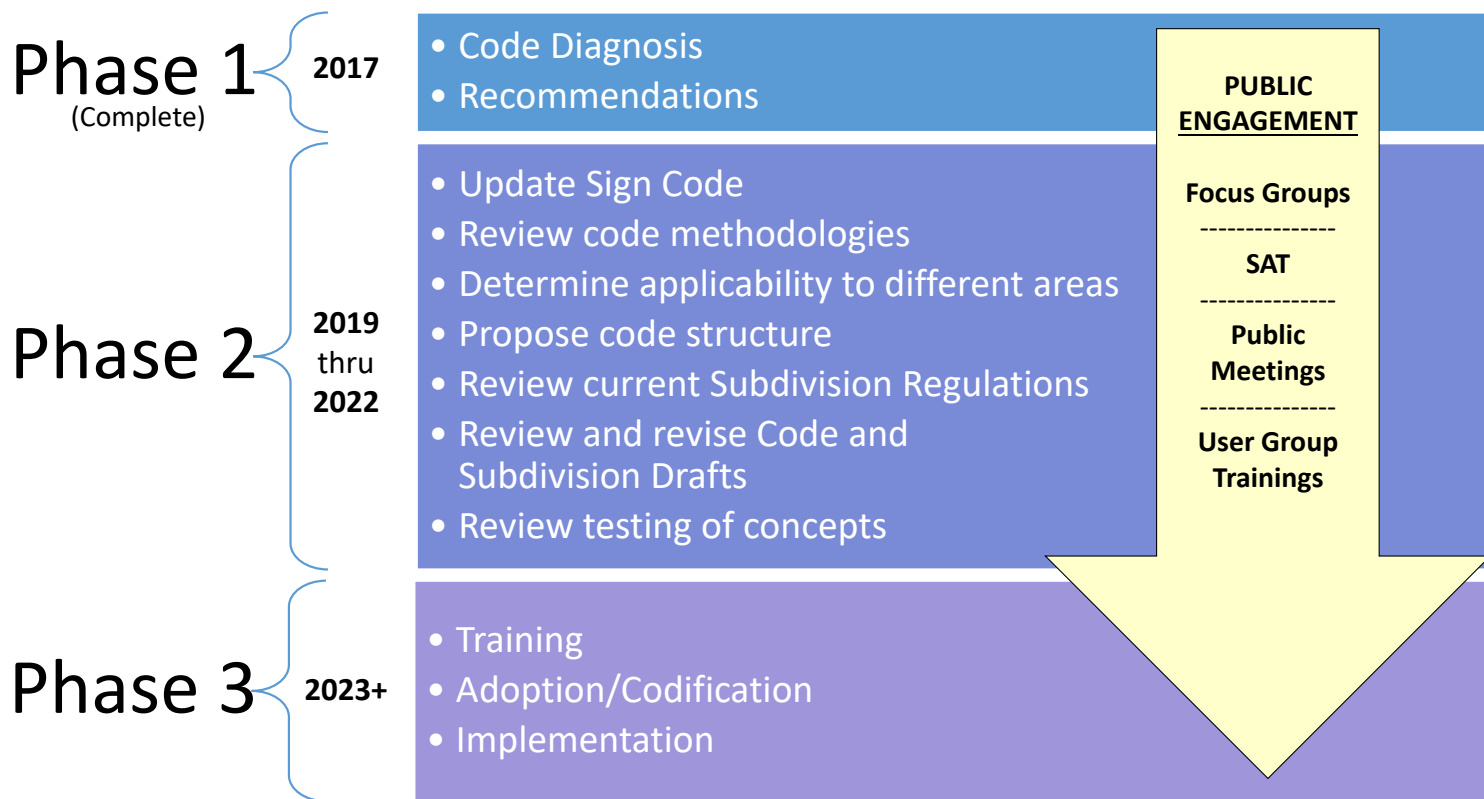 Phase 1
(Complete)
2017
• Code Diagnosis
• Recommendations
Phase 2
2019
thru
2022
• Update Sign Code
• Review code methodologies
• Determine applicability to different areas
• Propose code structure
• Review current Subdivision Regulations
• Review and revise Code and
Subdivision Drafts
• Review testing of concepts
Phase 3
2023+
• Training
• Adoption/Codification
• Implementation
PUBLIC
ENGAGEMENT
Focus Groups
---------------
SAT
---------------
Public
Meetings
---------------
User Group
Trainings